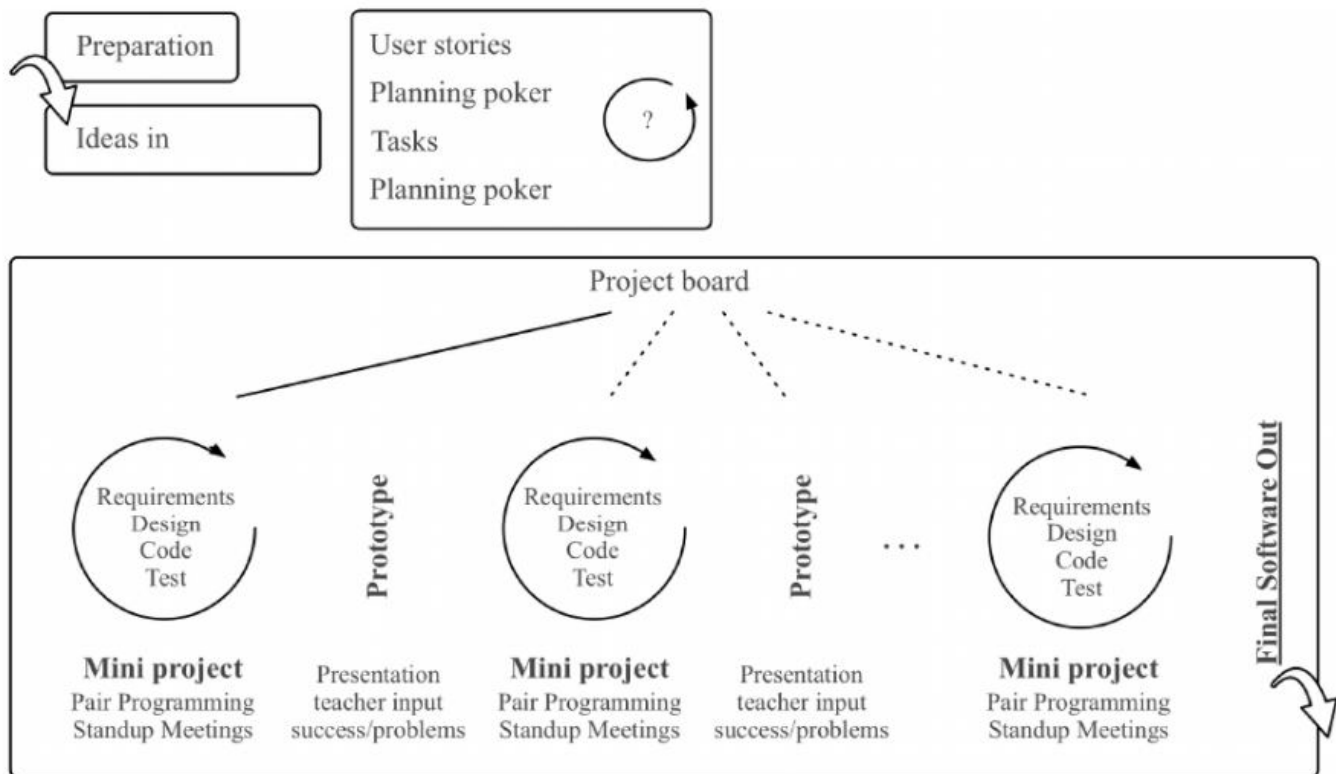 Preparation
Ideas in
User stories
Planning poker
Tasks
Planning poker
?
Project board
Requirements
Design
Code
Test
Mini project
Pair Programming
Standup Meetings
Prototype
Presentation
teacher input
success/problems
Requirements
Design
Code
Test
Mini project
Pair Programming
Standup Meetings
Prototype
Presentation
teacher input
success/problems
...
Requirements
Design
Code
Test
Mini project
Pair Programming
Standup Meetings
Final Software Out